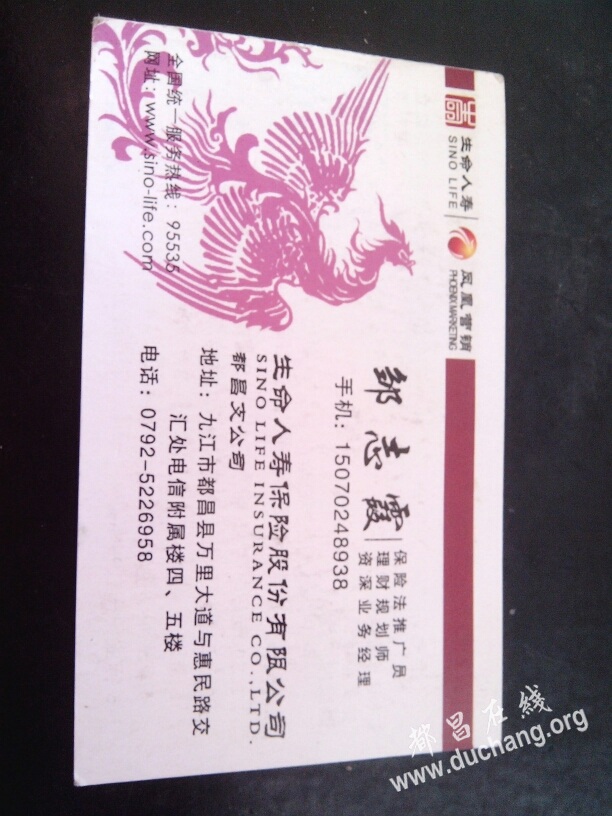 生命人寿
SINO LIFE
凤凰营销
PHOENIX MARKETING
邹志霞
保险法推广员
理财规划师
资深业务经理
手机：15070248938
生命人寿保险股份有限公司
SINO LIFE INSURANCE CO.,LTD.
都昌支公司
地址：九江市都昌县万里大道与惠民路交
汇处电信附属楼四、五楼
电话：0792-5226958
全国统一服务热线：95535
网址：www.sino-life.com
都昌在线
www.duchang.org